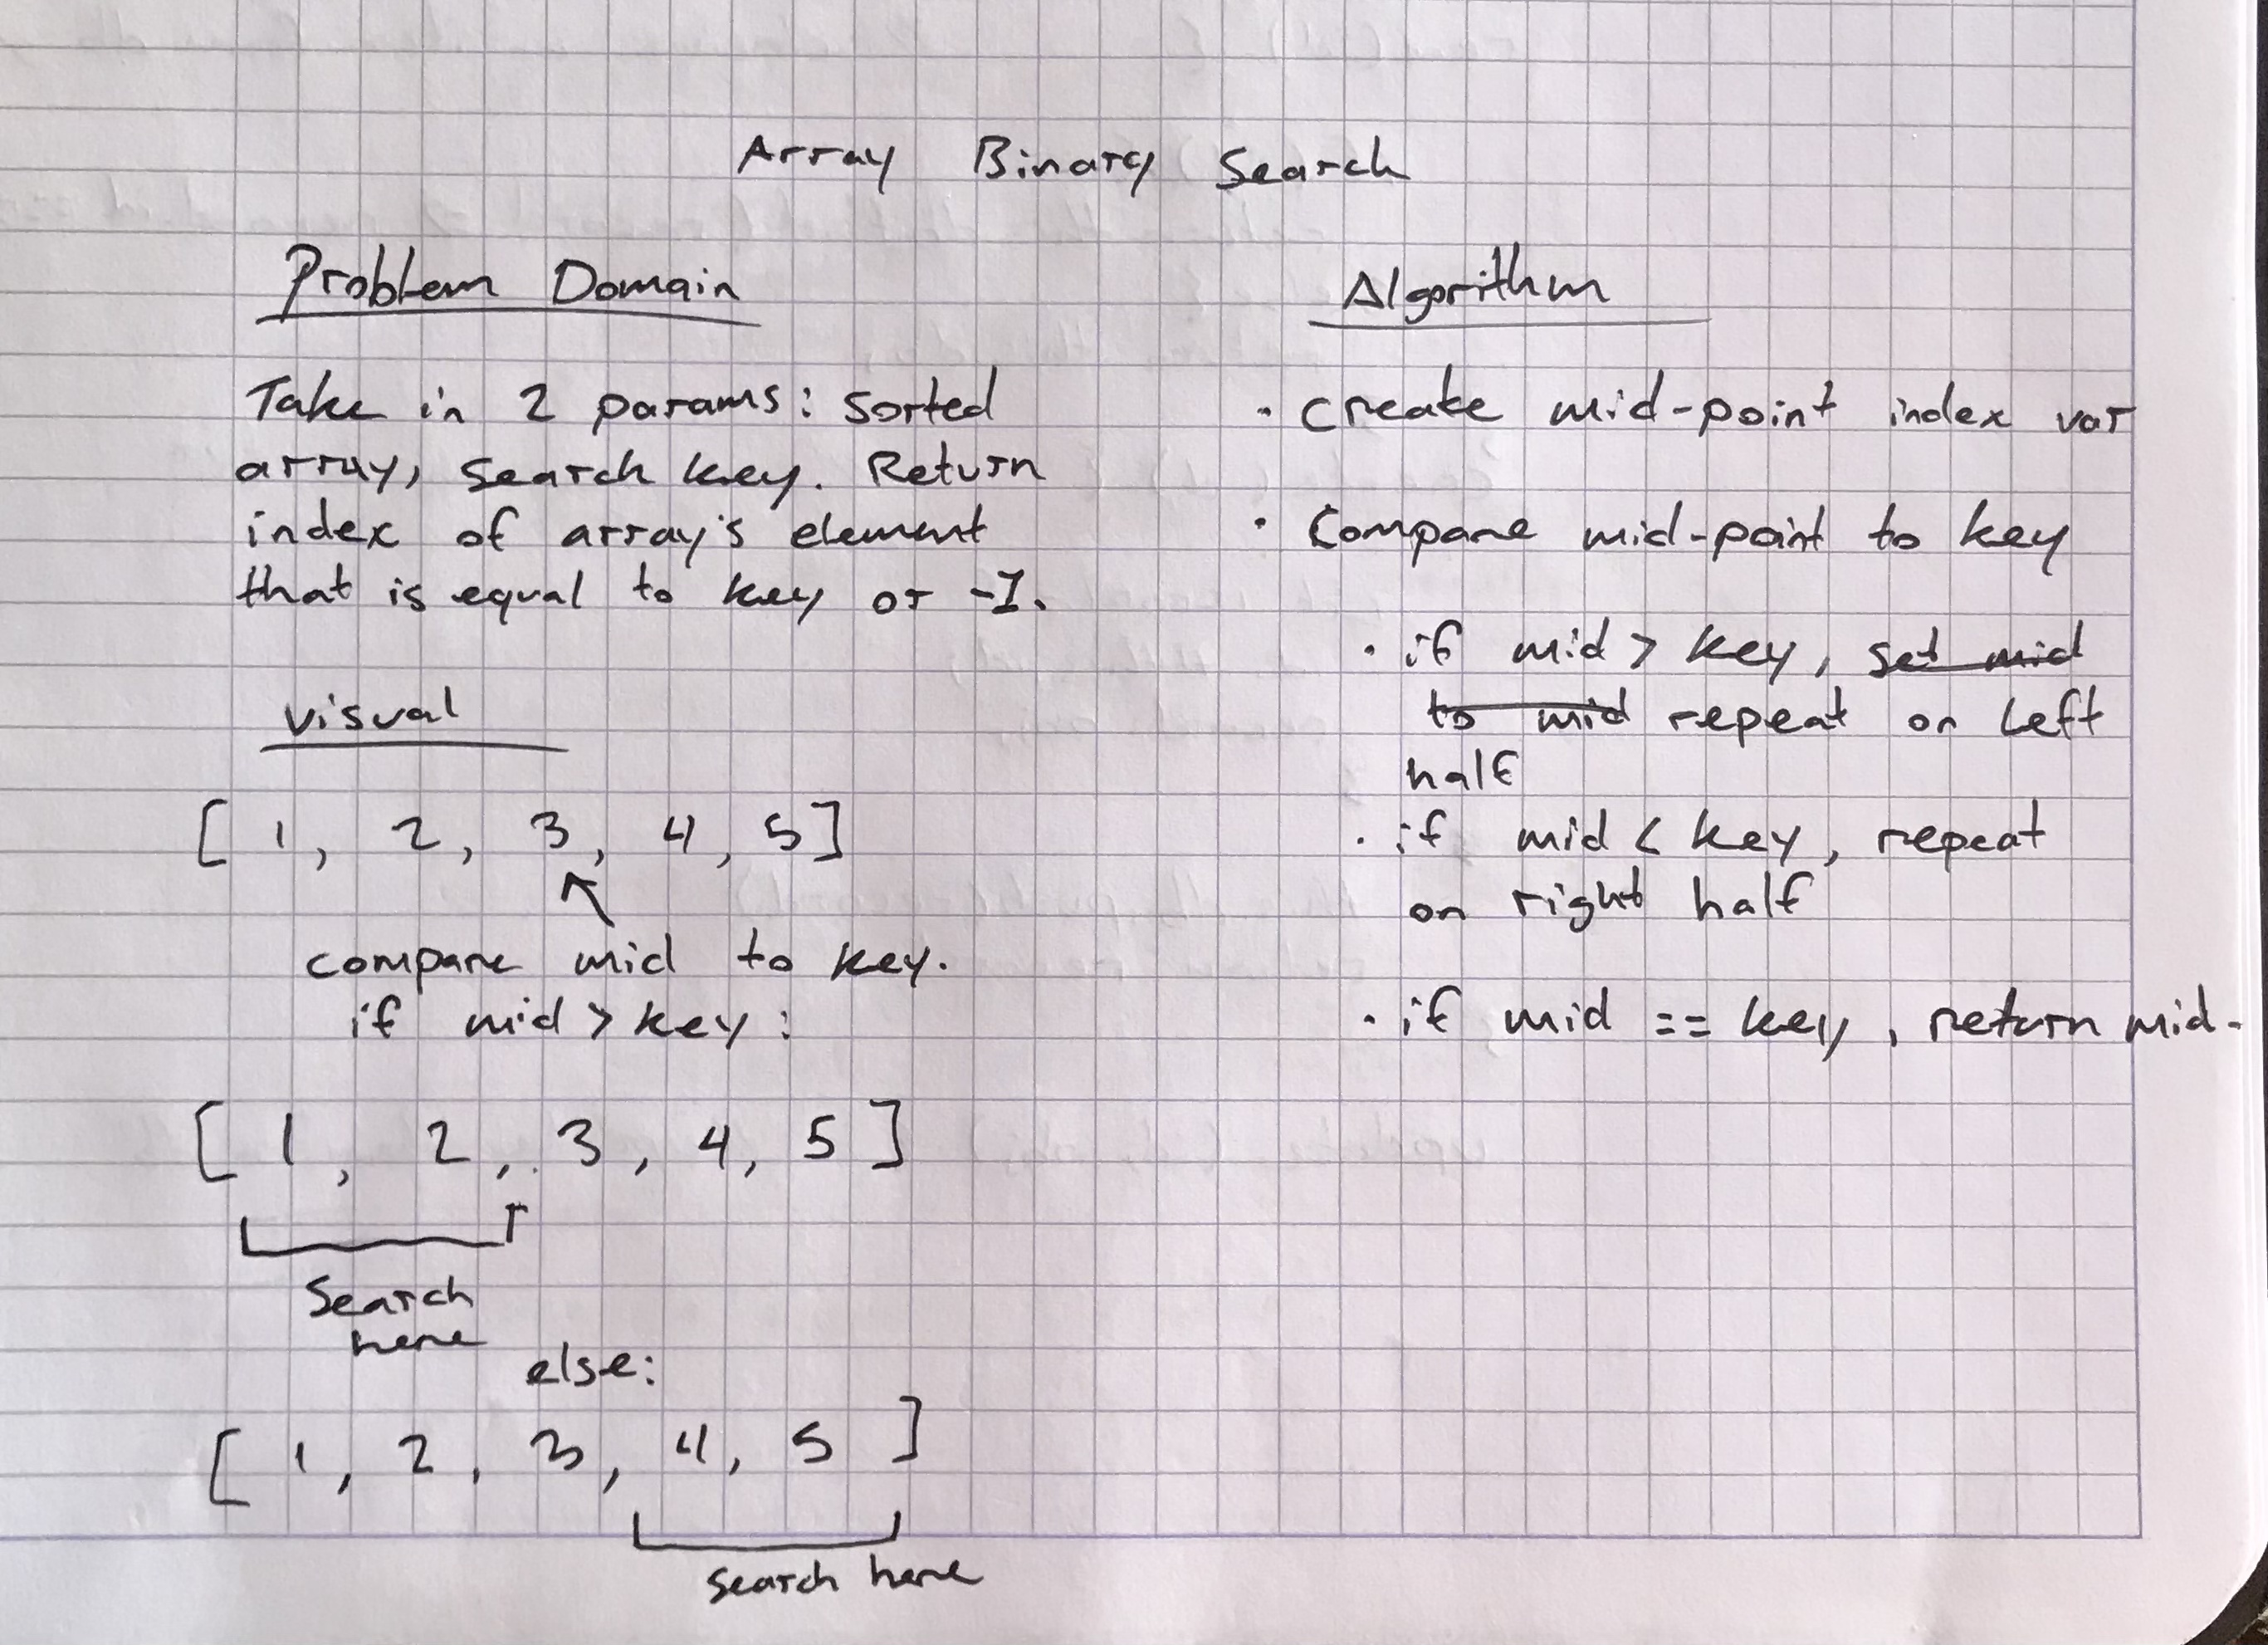 Array Binary Search
Problem Domain
Take in 2 params: sorted
array, search key. Return
index of array's element
that is equal to key or -1.
Visual
[ 1, 2, 3, 4, 5]
compare mid to key.
if mid > key:
[ 1, 2, 3, 4, 5 ]
Search
here
else:
[ 1, 2, 3, 4, 5 ]
search here
Algorithm
· create mid-point index var
· Compare mid-point to key
· if mid > key, set mid
to mid repeat on left
half
· if mid < key, repeat
on right half
· if mid == key, return mid.